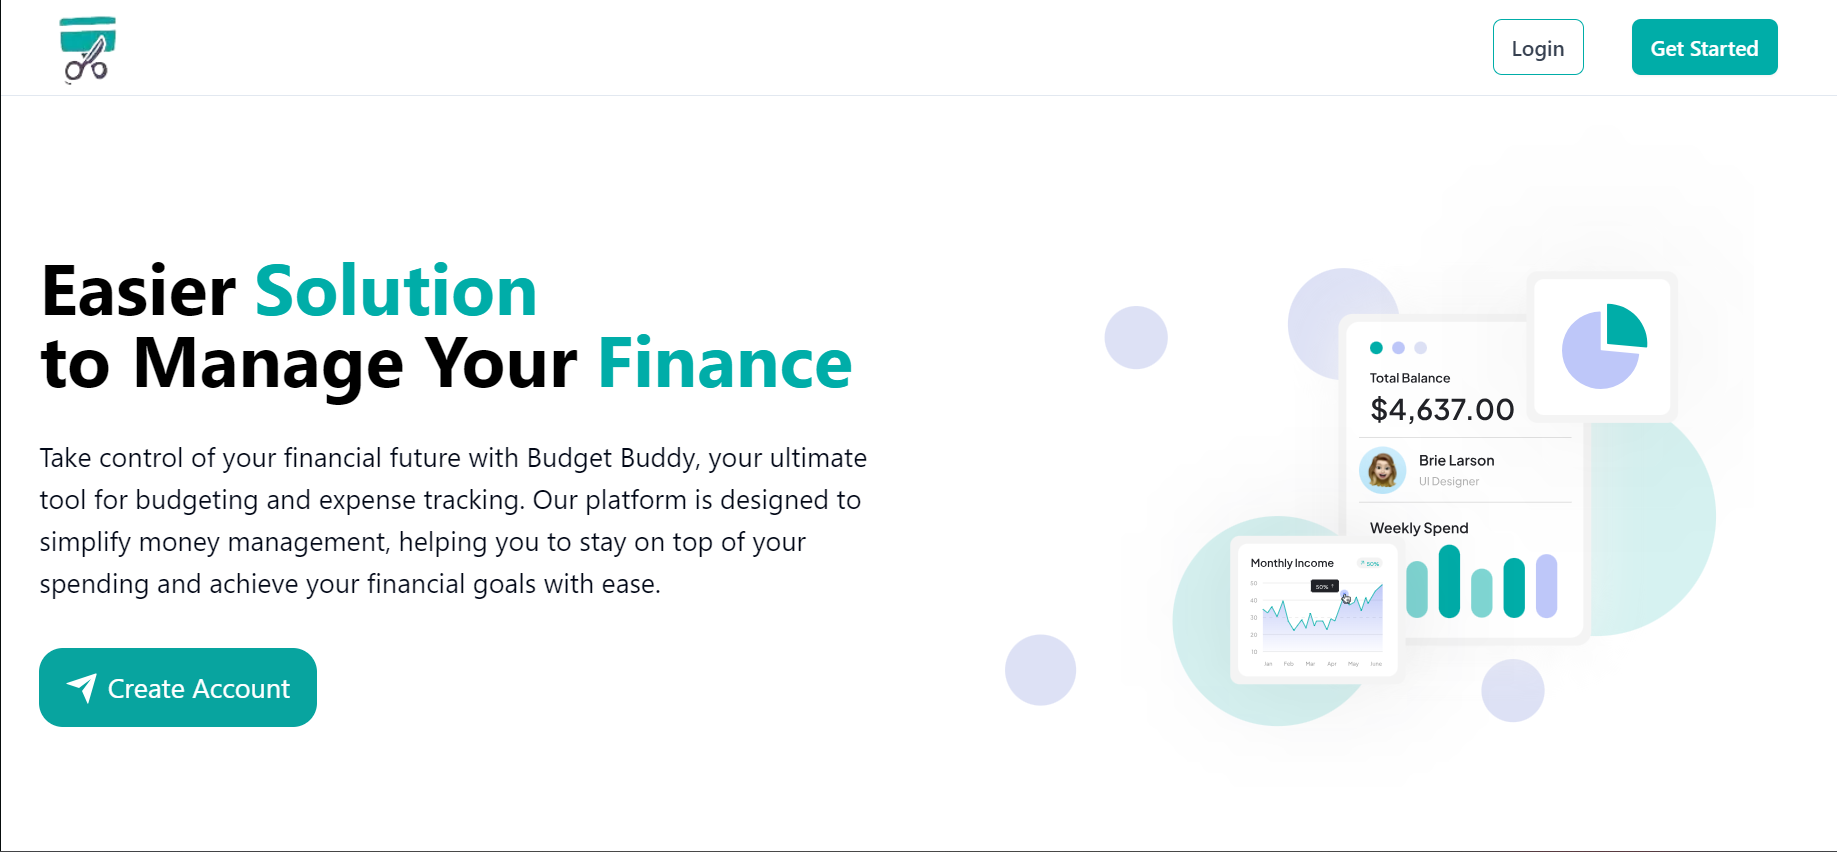 Login
Get Started
Easier Solution
to Manage Your Finance
Take control of your financial future with Budget Buddy, your ultimate
tool for budgeting and expense tracking. Our platform is designed to
simplify money management, helping you to stay on top of your
spending and achieve your financial goals with ease.
Create Account
Total Balance
$4,637.00
Brie Larson
UI Designer
Weekly Spend
Monthly Income
50%
50% ↑
50
40
30
20
10
Jan Feb Mar Apr May June